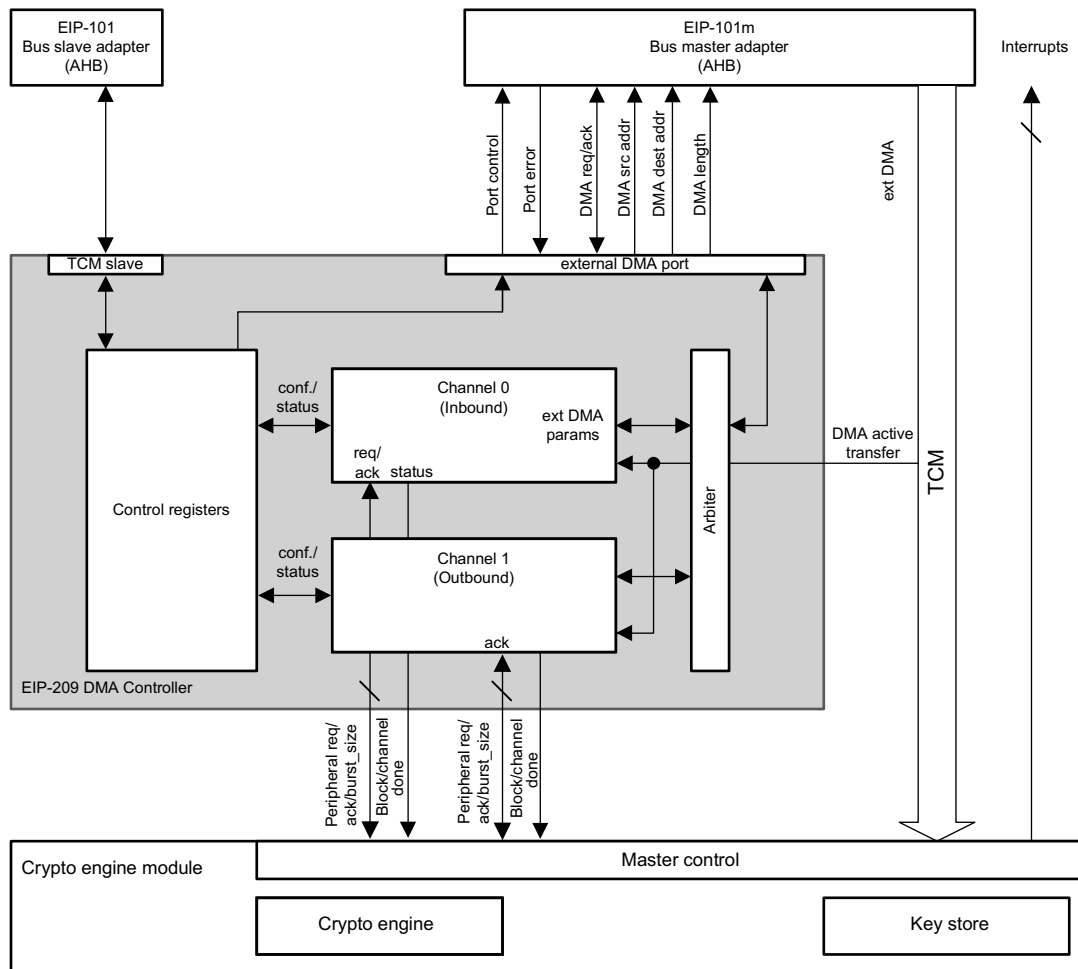 EIP-101
Bus slave adapter
(AHB)
EIP-101m
Bus master adapter
(AHB)
Interrupts
Port control
Port error
DMA req/ack
DMA src addr
DMA dest addr
DMA length
ext DMA
TCM slave
external DMA port
Control registers
conf./
status
Channel 0
(Inbound)
ext DMA
params
req/
ack
status
conf./
status
Channel 1
(Outbound)
ack
Arbiter
DMA active
transfer
TCM
EIP-209 DMA Controller
Peripheral req/
ack/burst_size
Block/channel
done
Peripheral req/
ack/burst_size
Block/channel
done
Crypto engine module
Master control
Crypto engine
Key store